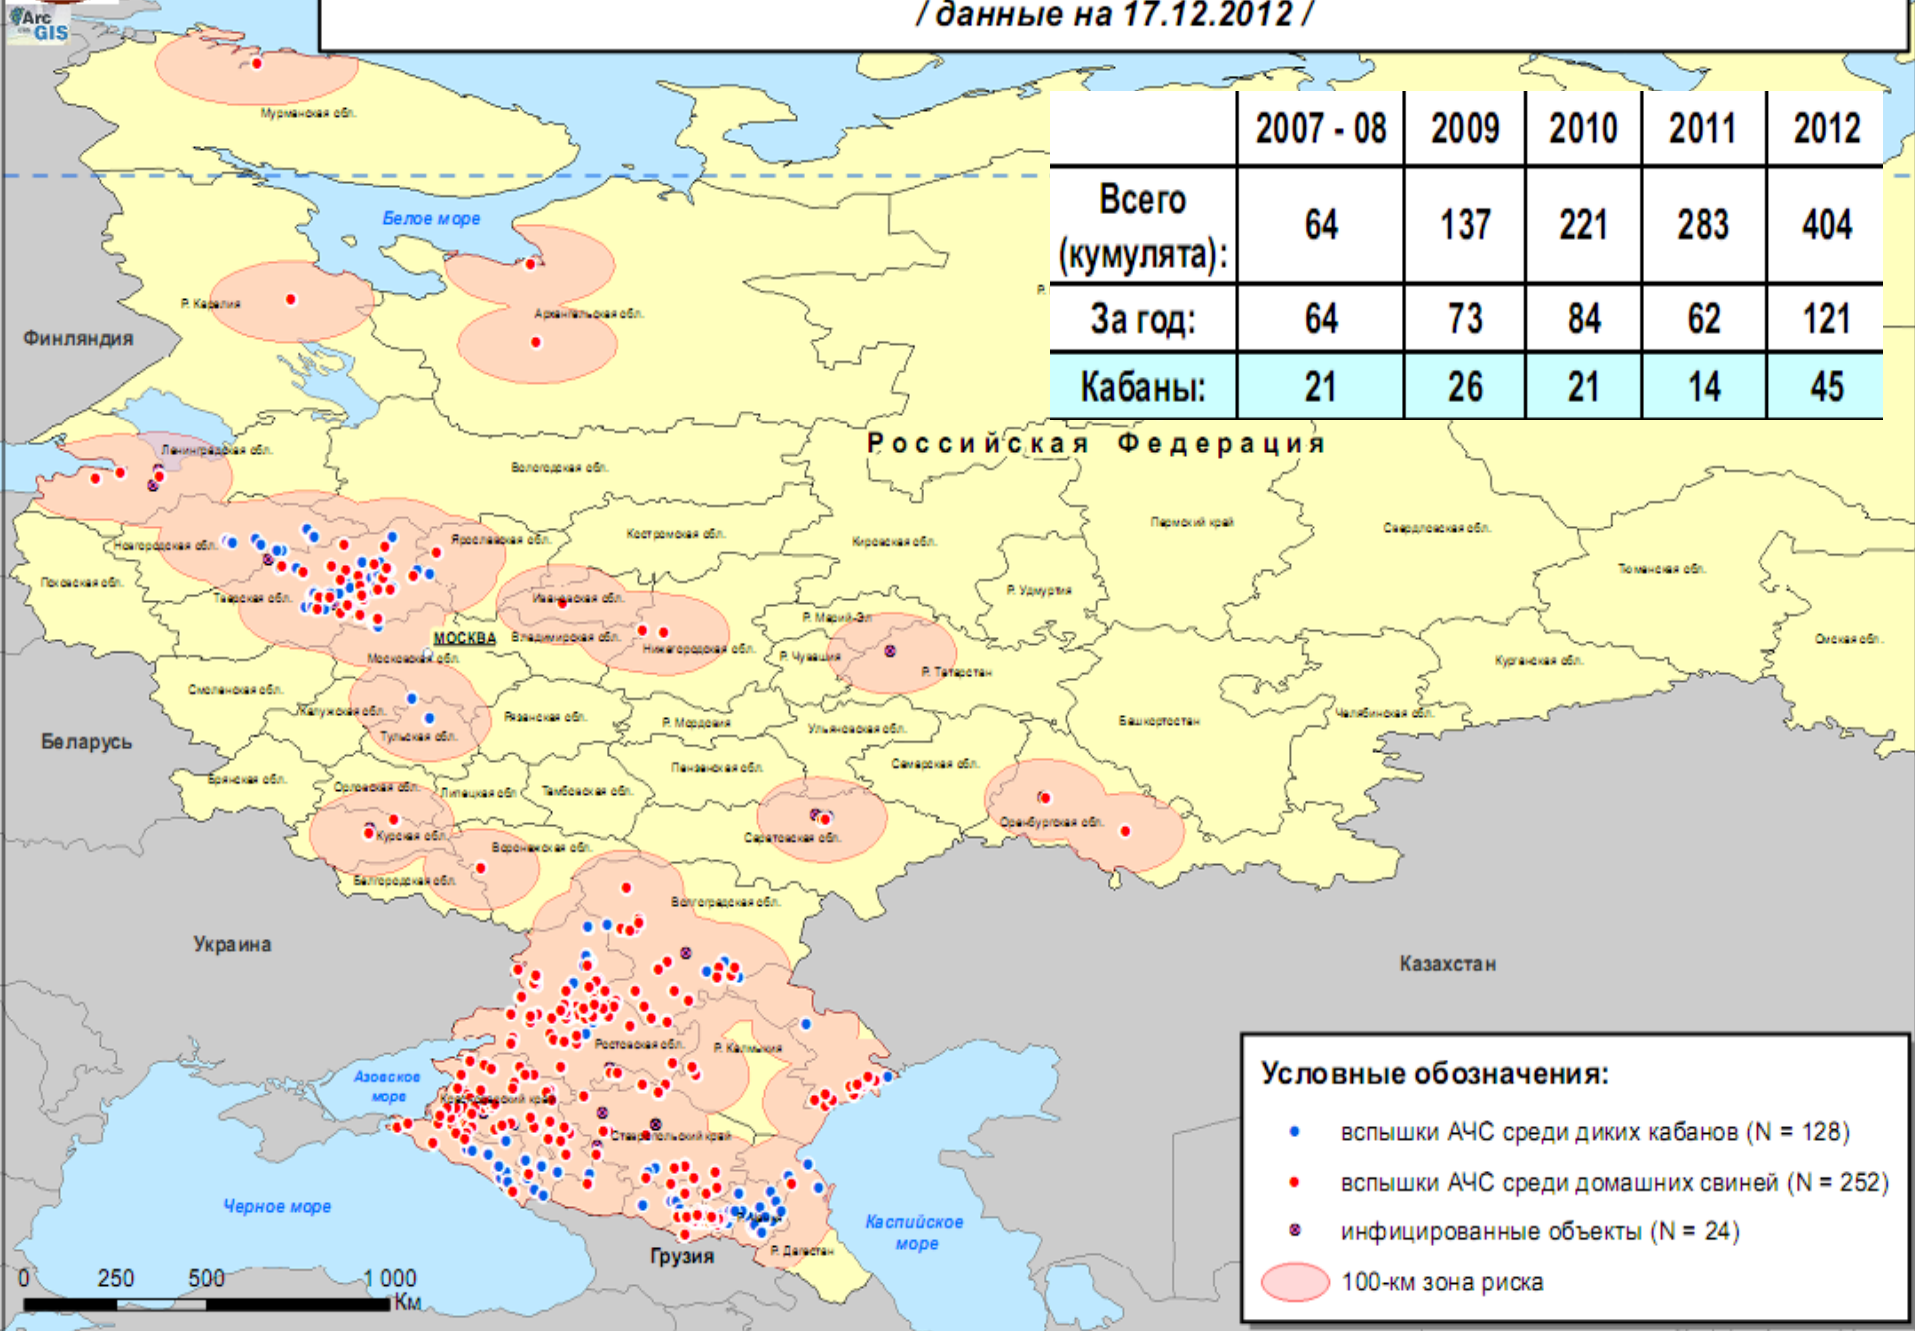 Arc
GIS
/ данные на 17.12.2012 /
2007 - 08 2009 2010 2011 2012
Всего (кумулята): 64 137 221 283 404
За год: 64 73 84 62 121
Кабаны: 21 26 21 14 45
Мурманская обл.
Белое море
Р. Карелия
Архангельская обл.
Р.
Финляндия
Российская Федерация
Ленинградская обл.
Вологодская обл.
Новгородская обл.
Ярославская обл.
Костромская обл.
Кировская обл.
Пермский край
Свердловская обл.
Псковская обл.
Тверская обл.
Ивановская обл.
Р. Удмуртия
Тюменская обл.
Р. Марий-Эл
МОСКВА
Владимирская обл.
Нижегородская обл.
Р. Чувашия
Р. Татарстан
Московская обл.
Курганская обл.
Омская обл.
Смоленская обл.
Калужская обл.
Рязанская обл.
Р. Мордовия
Ульяновская обл.
Башкортостан
Челябинская обл.
Тульская обл.
Беларусь
Брянская обл.
Орловская обл.
Липецкая обл
Тамбовская обл.
Пензенская обл.
Самарская обл.
Курская обл.
Воронежская обл.
Саратовская обл.
Оренбургская обл.
Белгородская обл.
Волгоградская обл.
Украина
Казахстан
Ростовская обл.
Р. Калмыкия
Азовское
море
Краснодарский край
Ставропольский край
Черное море
Каспийское
море
Грузия
Р. Дагестан
0 250 500 1 000
Км
Условные обозначения:
вспышки АЧС среди диких кабанов (N = 128)
вспышки АЧС среди домашних свиней (N = 252)
инфицированные объекты (N = 24)
100-км зона риска